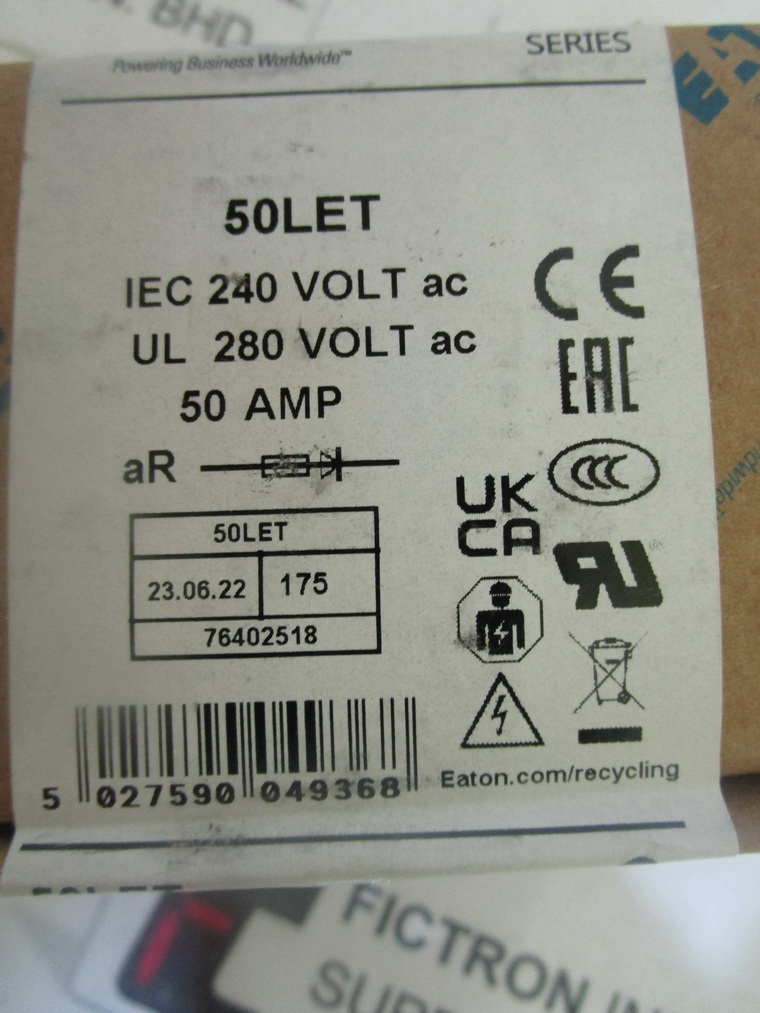 N. BHD
SERIES
Powering Business Worldwide™
50LET
IEC 240 VOLT ac
UL 280 VOLT ac
50 AMP
aR
CE
EAC
CCC
UK
CA
50LET
23.06.22 175
76402518
5 027590 049368
Eaton.com/recycling
FICTRON